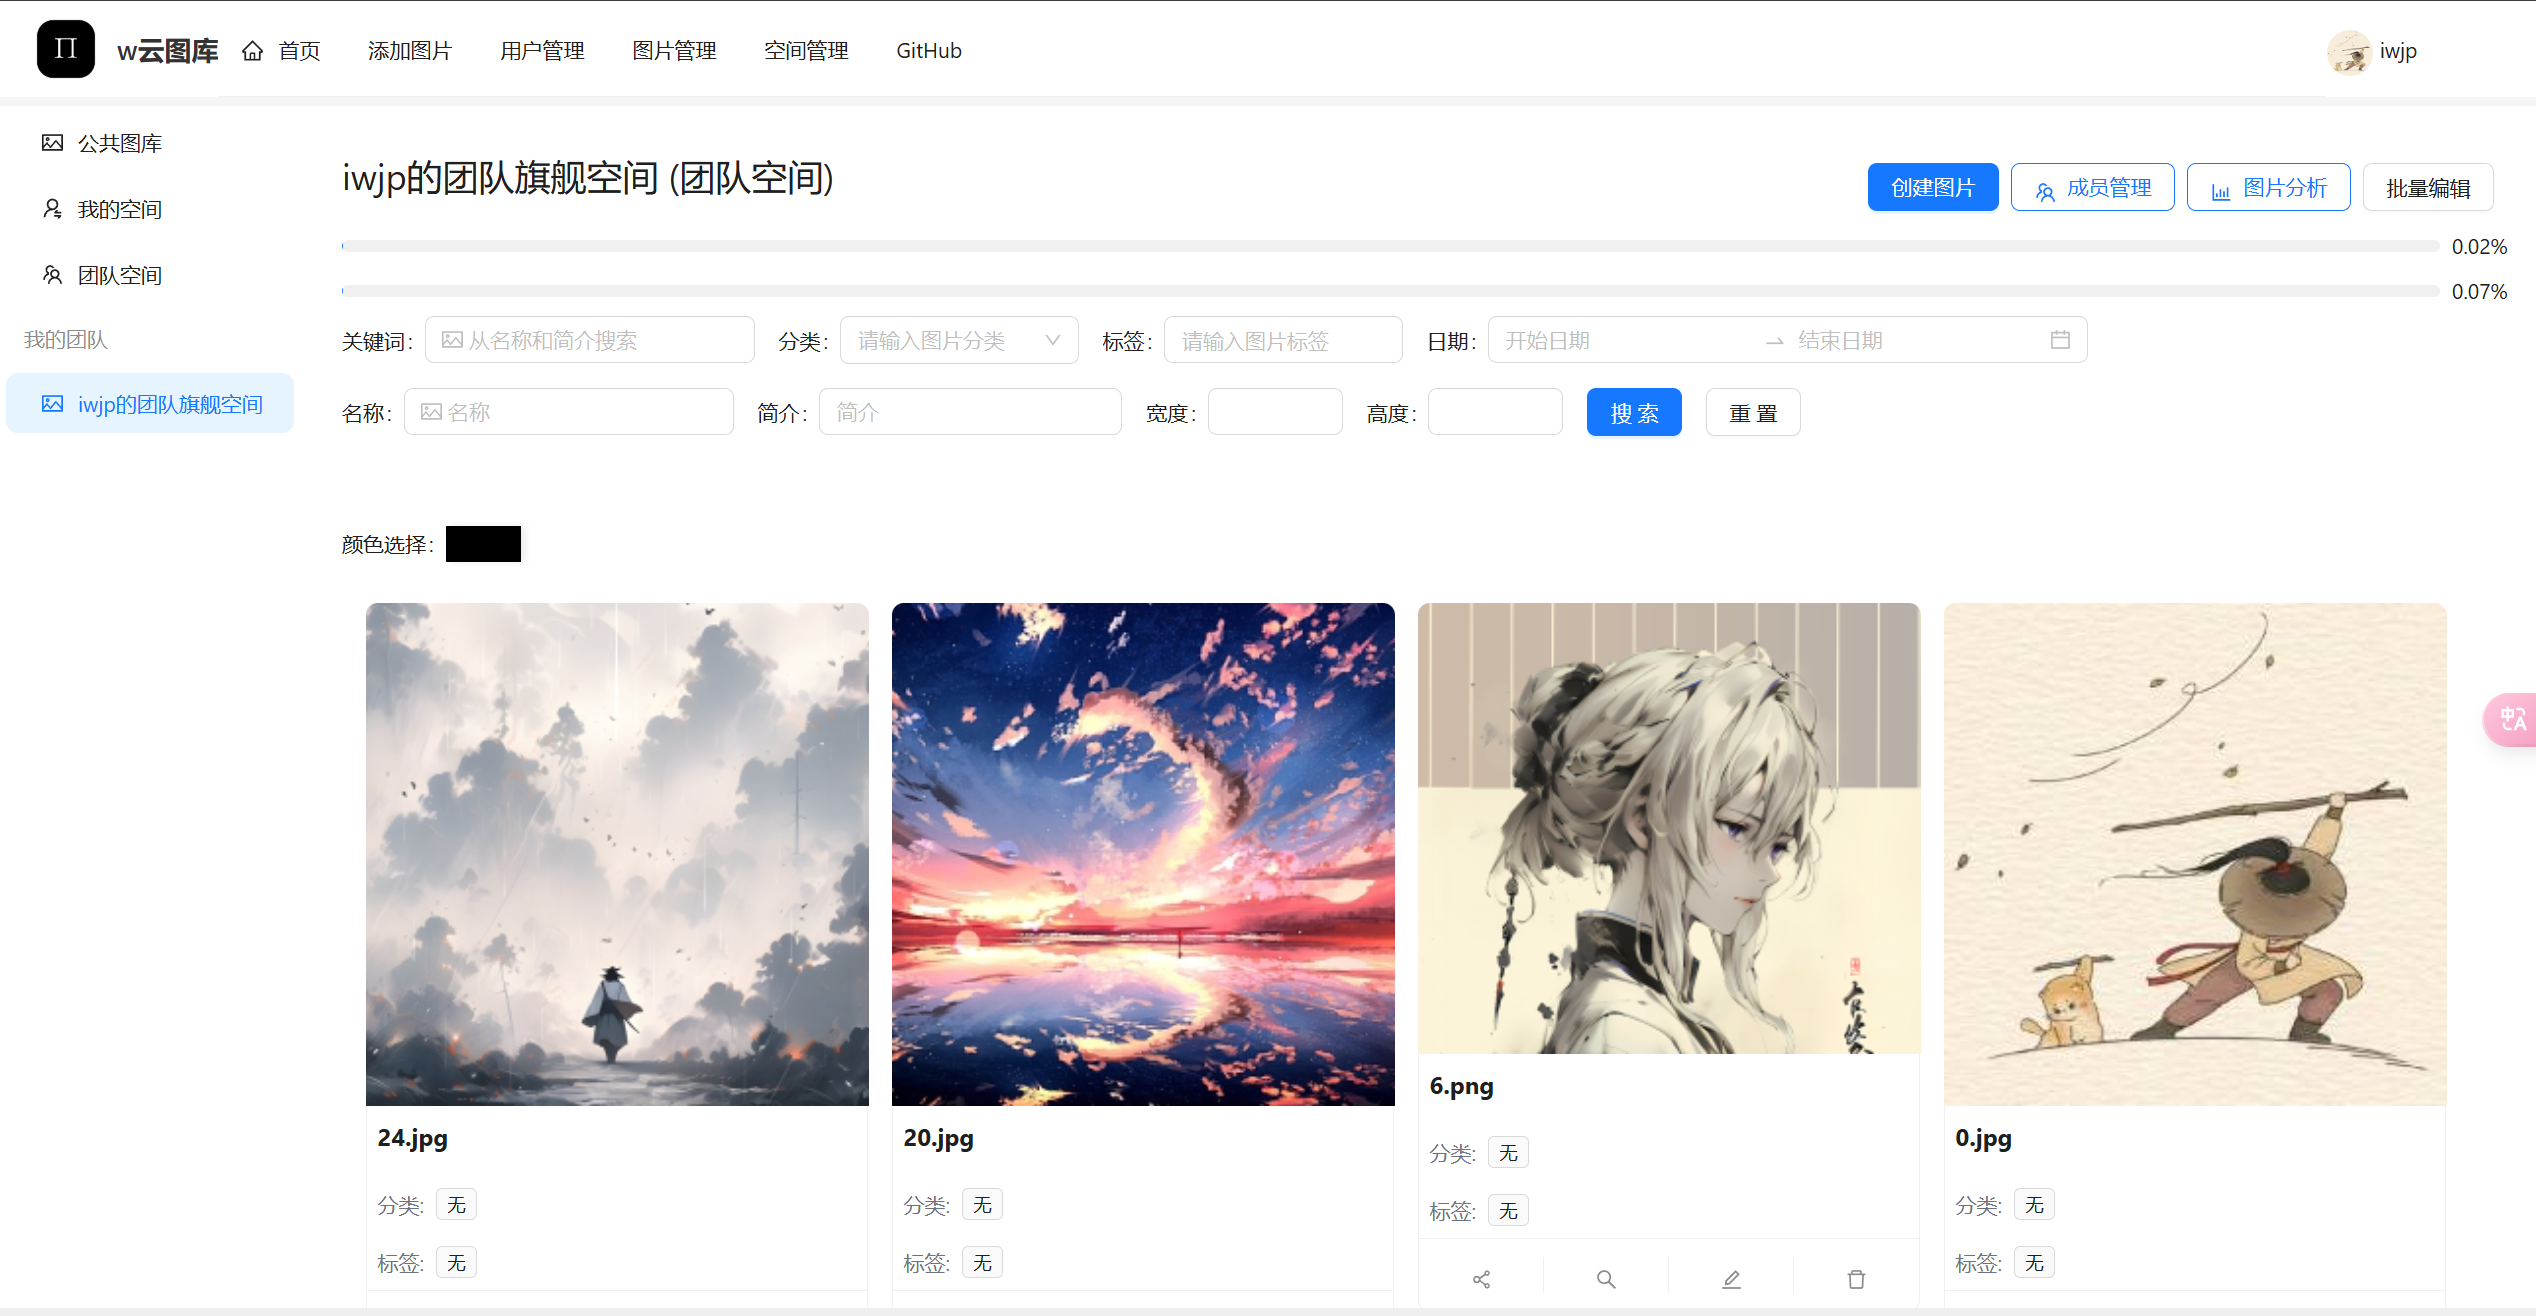 Π w云图库 首页 添加图片 用户管理 图片管理 空间管理 GitHub iwjp
公共图库
我的空间
团队空间
我的团队
iwjp的团队旗舰空间
iwjp的团队旗舰空间 (团队空间) 创建图片 成员管理 图片分析 批量编辑
0.02%
0.07%
关键词: 从名称和简介搜索 分类: 请输入图片分类 标签: 请输入图片标签 日期: 开始日期 → 结束日期
名称: 名称 简介: 简介 宽度: 高度: 搜 索 重 置
颜色选择:
24.jpg
分类: 无
标签: 无
20.jpg
分类: 无
标签: 无
6.png
分类: 无
标签: 无
0.jpg
分类: 无
标签: 无
中A